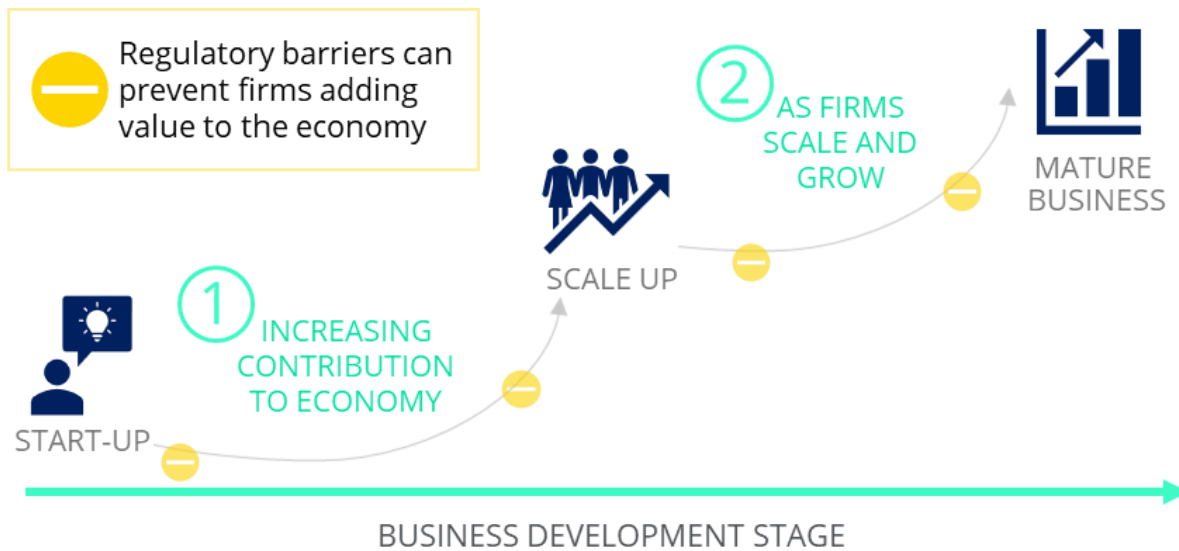 Regulatory barriers can
prevent firms adding
value to the economy
2
AS FIRMS
SCALE AND
GROW
MATURE
BUSINESS
SCALE UP
1
INCREASING
CONTRIBUTION
TO ECONOMY
START-UP
BUSINESS DEVELOPMENT STAGE